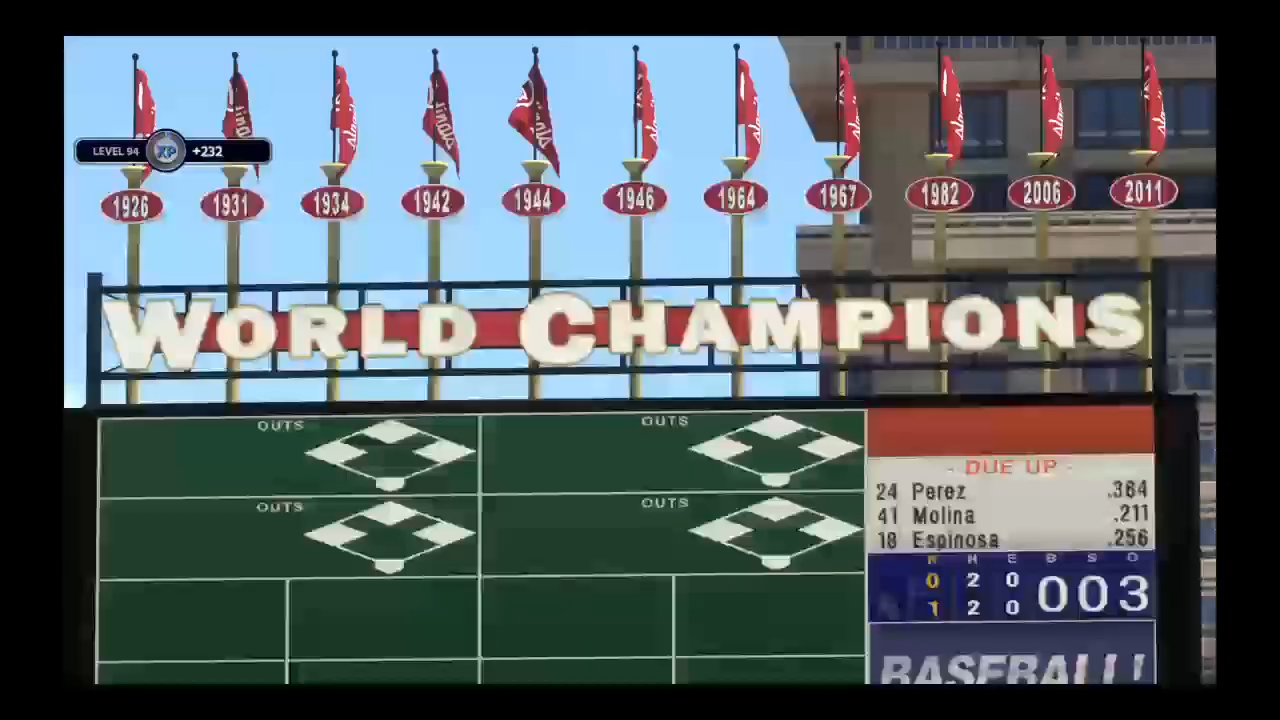 LEVEL 94 XP +232
1926 1931 1934 1942 1944 1946 1964 1967 1982 2006 2011
WORLD CHAMPIONS
OUTS OUTS
DUE UP
24 Perez .364
41 Molina .211
18 Espinosa .256
OUTS OUTS
R H E B S O
0 2 0 0 0 3
1 2 0
BASEBALL!